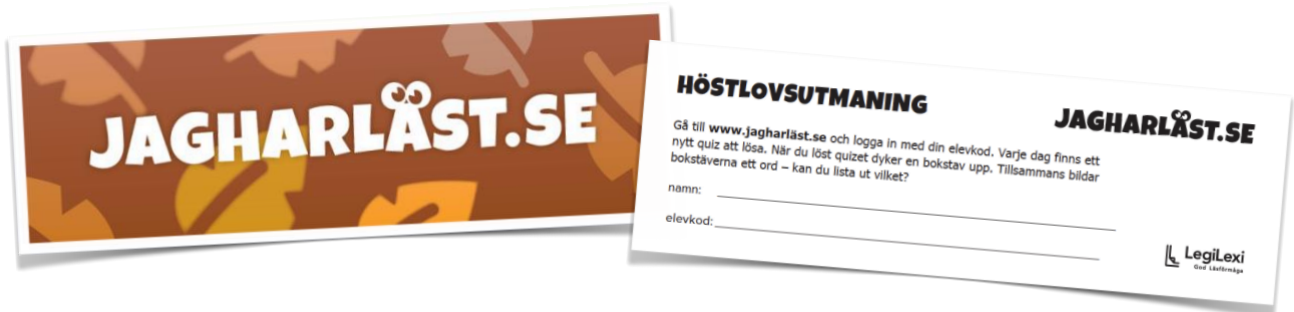 JAGHARLÄST.SE
HÖSTLOVSUTMANING
JAGHARLÄST.SE
Gå till www.jagharläst.se och logga in med din elevkod. Varje dag finns ett
nytt quiz att lösa. När du löst quizet dyker en bokstav upp. Tillsammans bildar
bokstäverna ett ord – kan du lista ut vilket?
namn:
elevkod:
LegiLexi
God Läsförmåga